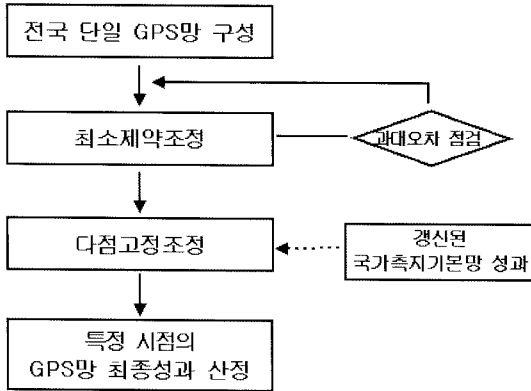 전국 단일 GPS망 구성
최소제약조정
과대오차 점검
다점고정조정
갱신된
국가측지기본망 성과
특정 시점의
GPS망 최종성과 산정